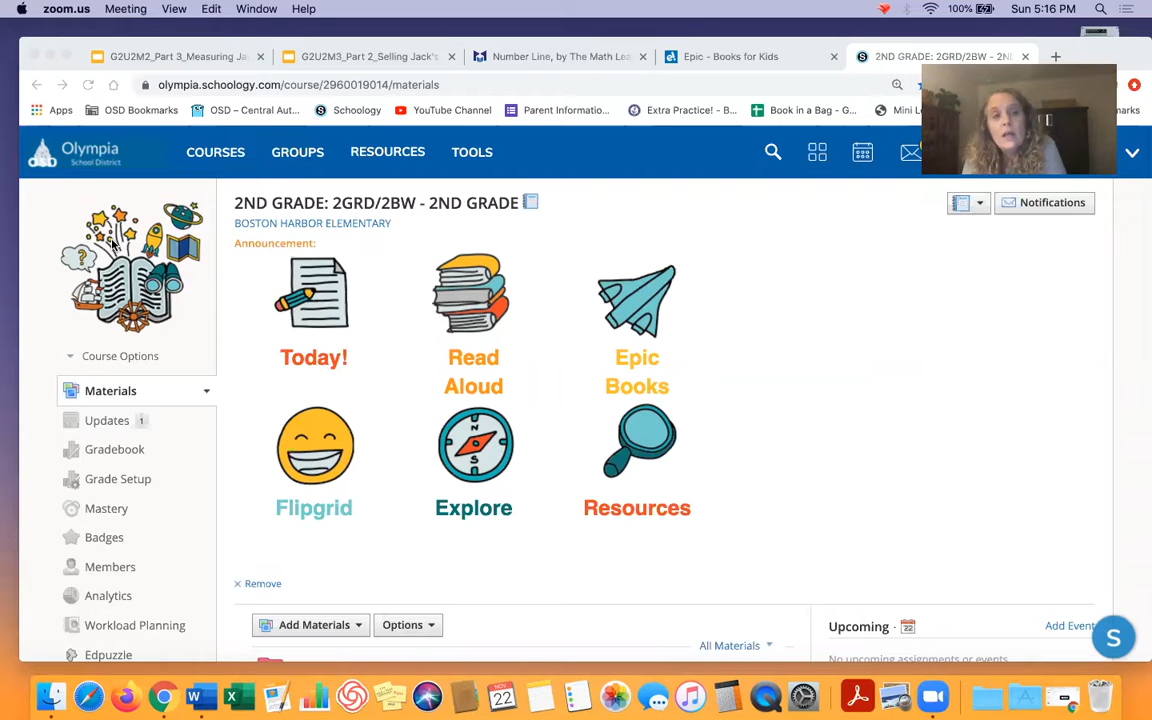 zoom.us Meeting View Edit Window Help 100% Sun 5:16 PM
G2U2M2_Part 3_Measuring Ja G2U2M3_Part 2_Selling Jack's Number Line, by The Math Lea Epic - Books for Kids 2ND GRADE: 2GRD/2BW - 2N
olympia.schoology.com/course/2960019014/materials
Apps OSD Bookmarks OSD – Central Aut... Schoology YouTube Channel Parent Informatio... Extra Practice! - B... Book in a Bag - G... Mini Le marks
Olympia
School District
COURSES GROUPS RESOURCES TOOLS
2ND GRADE: 2GRD/2BW - 2ND GRADE
Notifications
BOSTON HARBOR ELEMENTARY
Announcement:
?
Today! Read Aloud Epic Books
N
S
Flipgrid Explore Resources
Course Options
Materials
Updates 1
Gradebook
Grade Setup
Mastery
Badges
Members
Analytics
Workload Planning
Edpuzzle
× Remove
Add Materials Options
All Materials
Upcoming · 22 Add Event
No upcoming assignments or events
S
NOV
22